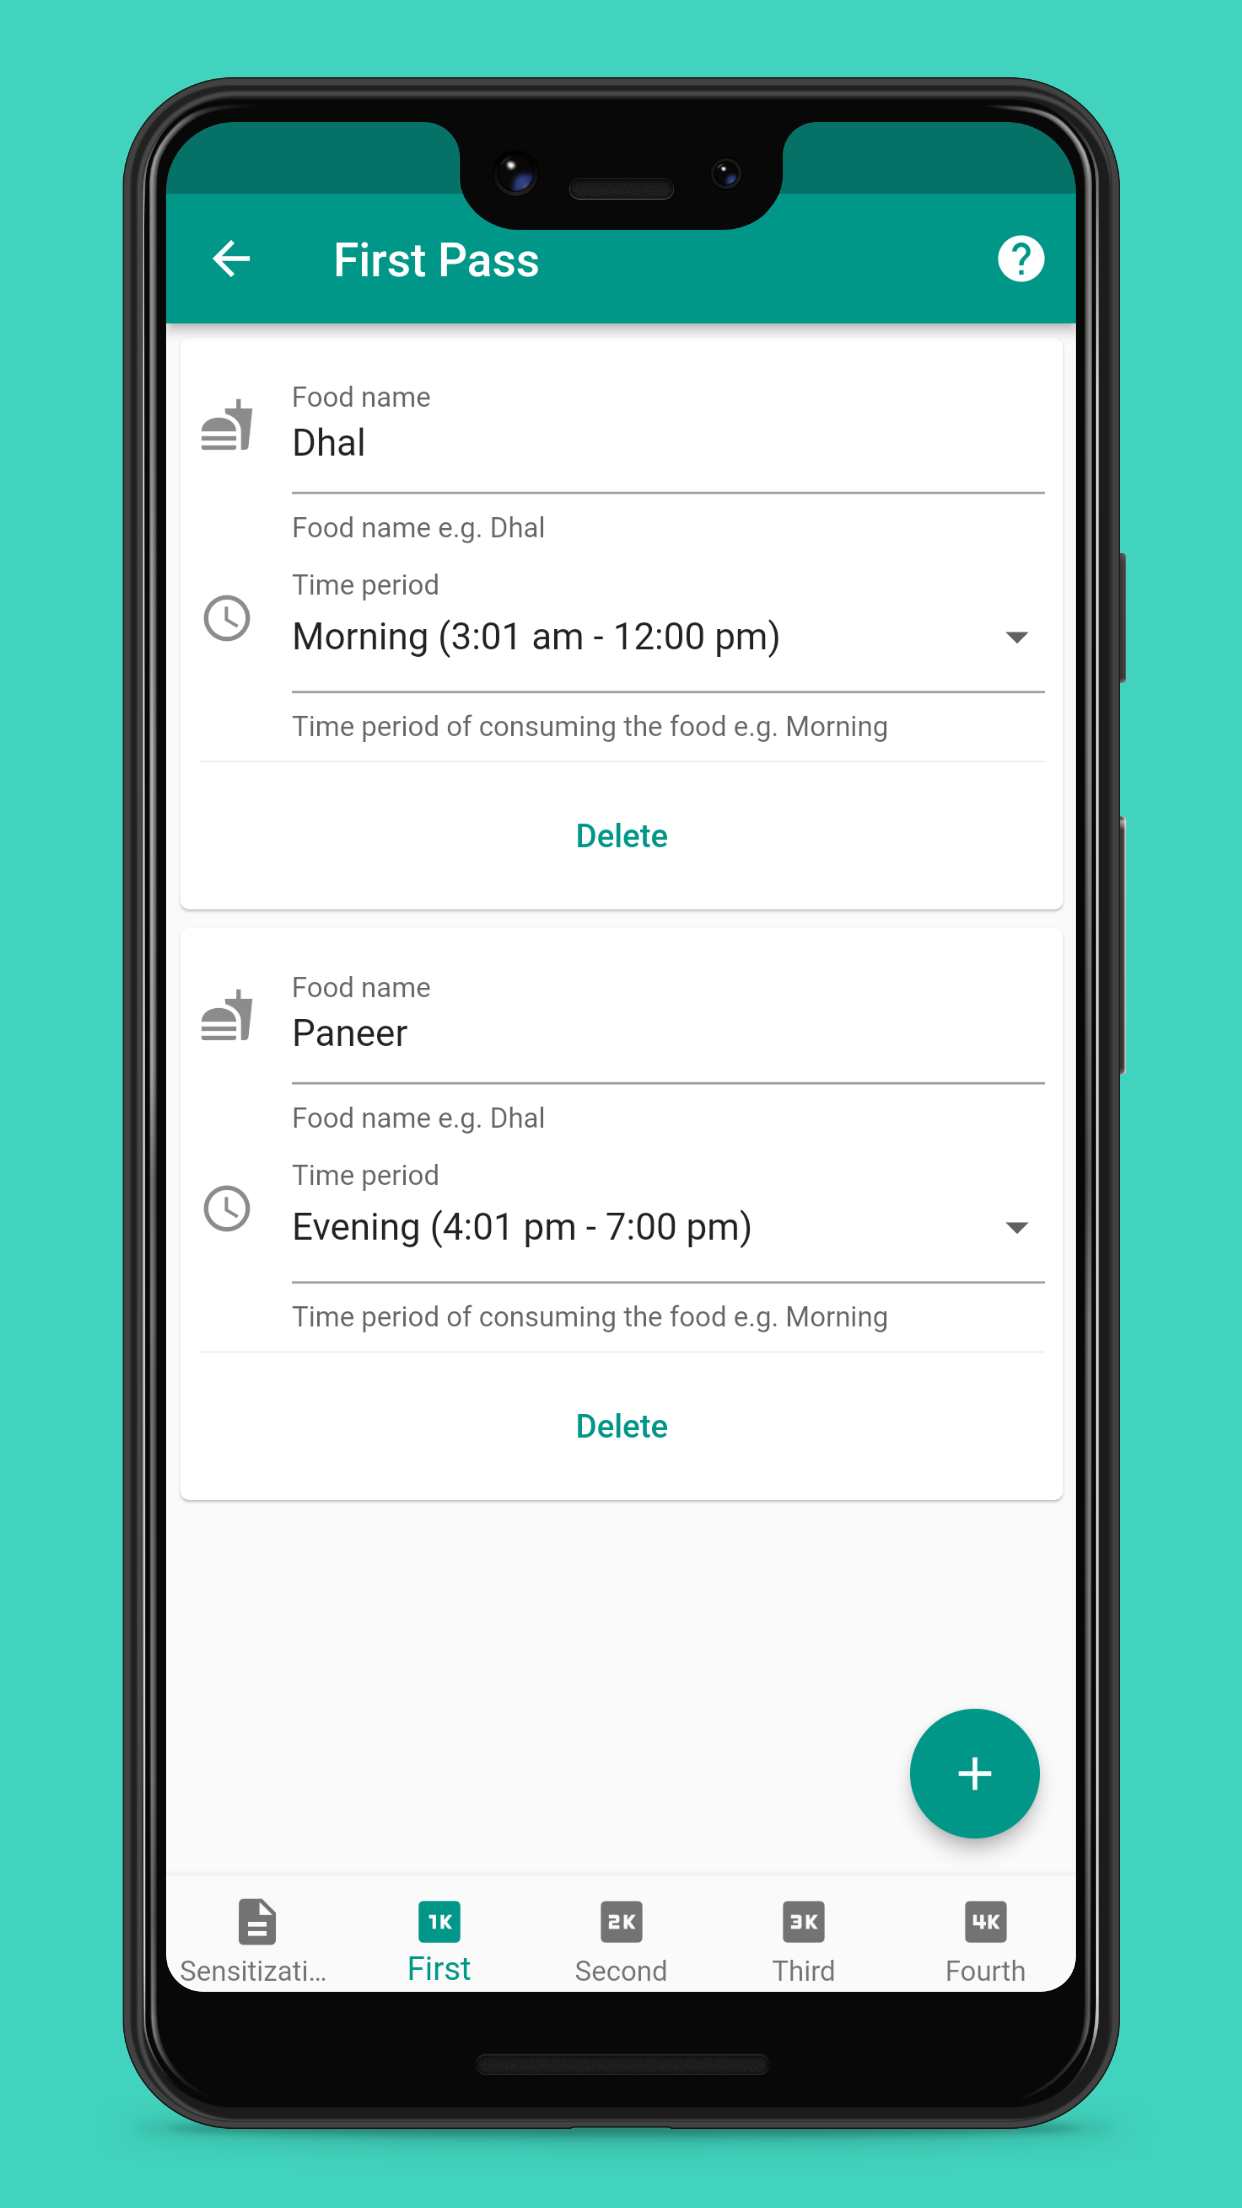 First Pass
?
Food name
Dhal
Food name e.g. Dhal
Time period
Morning (3:01 am - 12:00 pm)
Time period of consuming the food e.g. Morning
Delete
Food name
Paneer
Food name e.g. Dhal
Time period
Evening (4:01 pm - 7:00 pm)
Time period of consuming the food e.g. Morning
Delete
1K 2K 3K 4K
Sensitizati... First Second Third Fourth